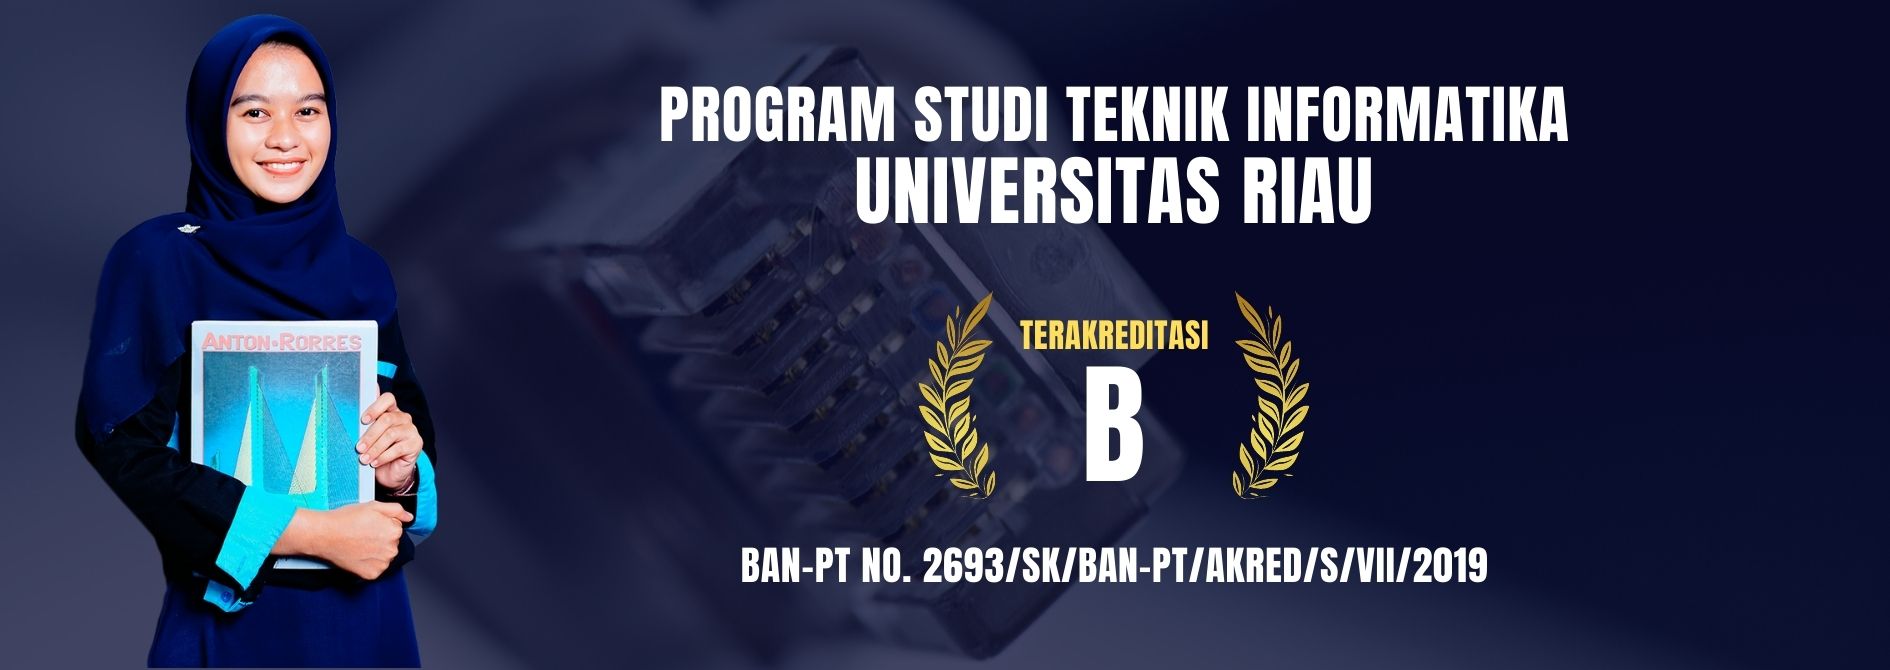 PROGRAM STUDI TEKNIK INFORMATIKA
UNIVERSITAS RIAU
TERAKREDITASI
B
BAN-PT NO. 2693/SK/BAN-PT/AKRED/S/VII/2019
ANTON·RORRES